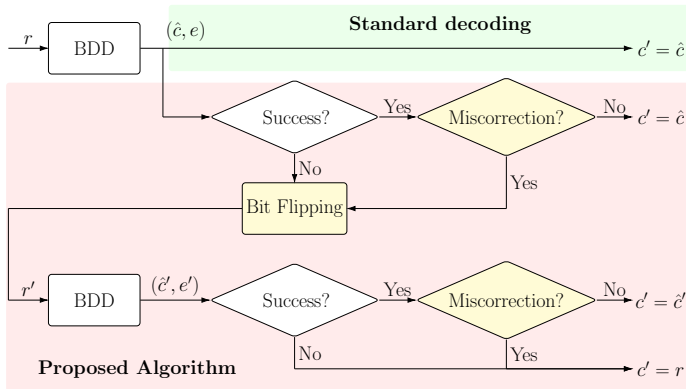 Standard decoding
r
BDD
(ĉ, e)
c′ = ĉ
Success?
Yes
Miscorrection?
No
c′ = ĉ
No
Yes
Bit Flipping
r′
BDD
(ĉ′, e′)
Success?
Yes
Miscorrection?
No
c′ = ĉ′
No
Yes
Proposed Algorithm
c′ = r